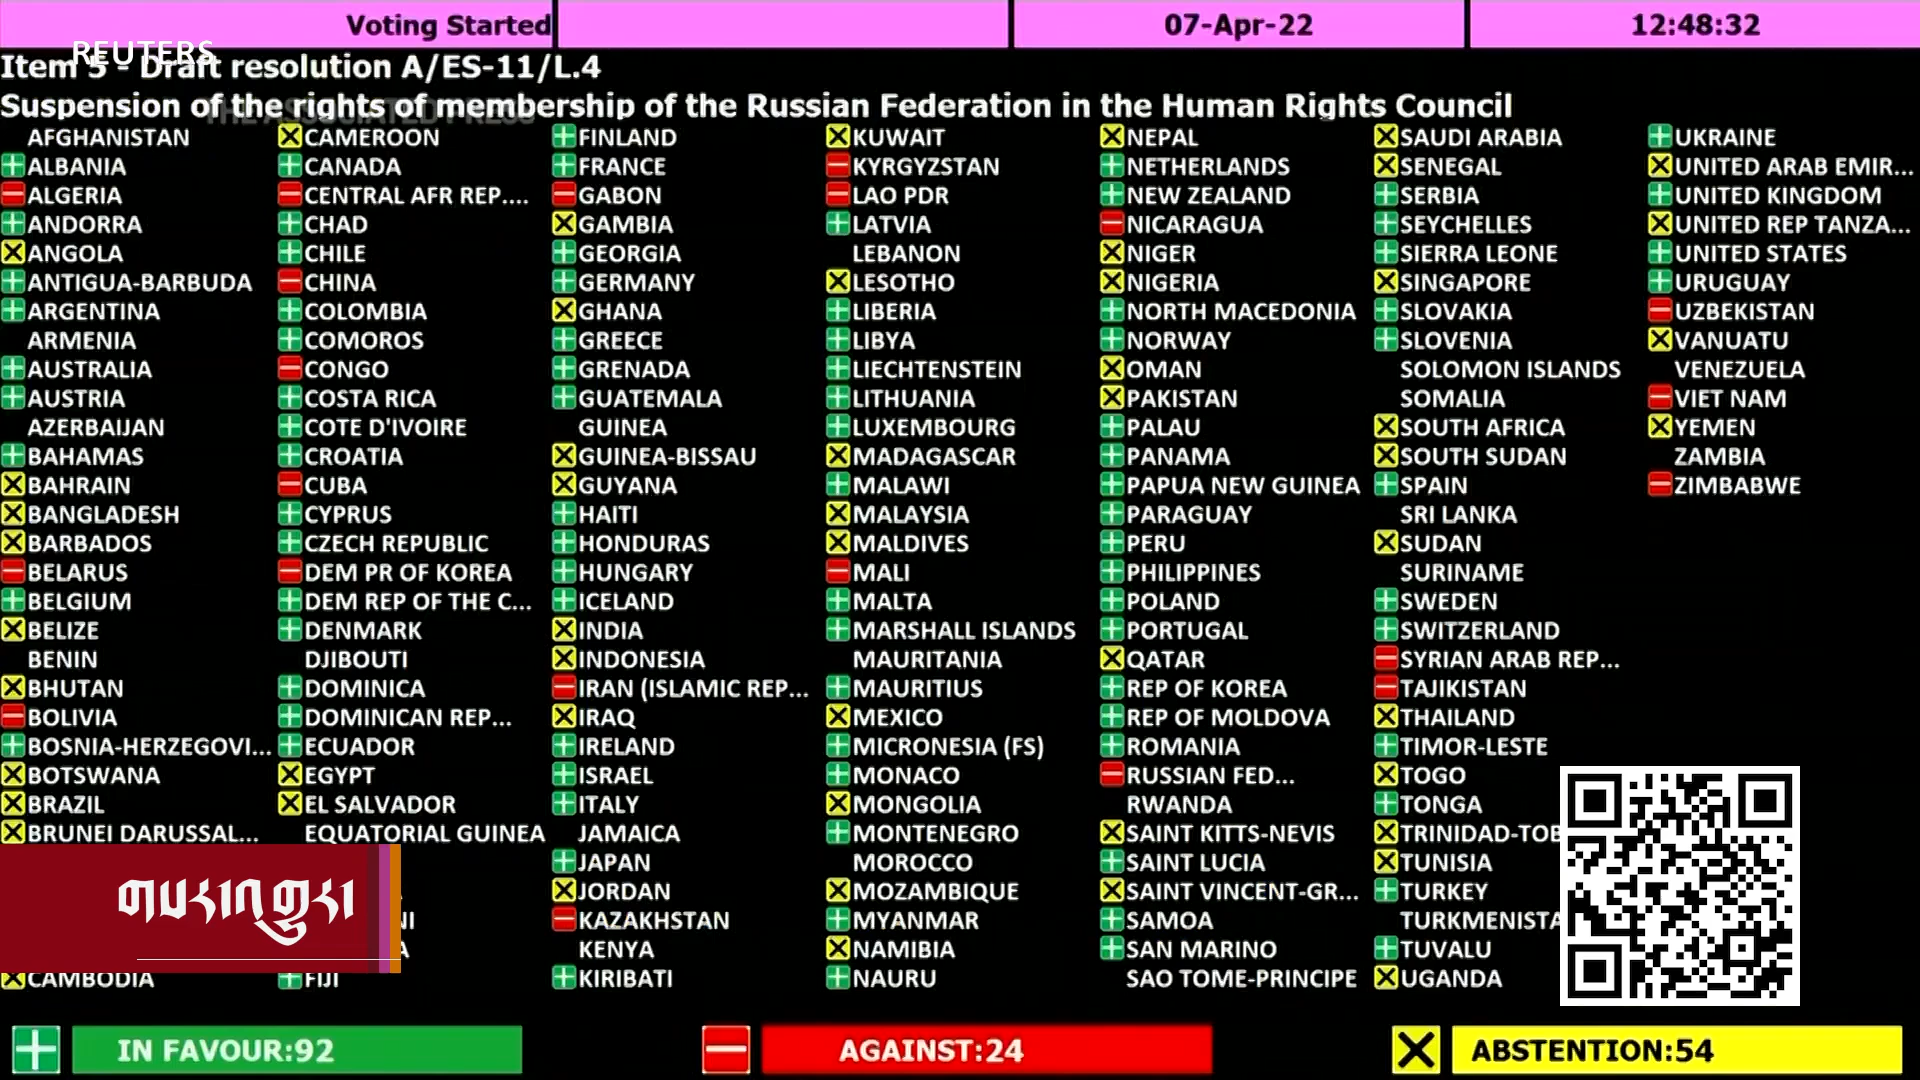 Voting Started 07-Apr-22 12:48:32
REUTERS
Item 5 - Draft resolution A/ES-11/L.4
Suspension of the rights of membership of the Russian Federation in the Human Rights Council
AFGHANISTAN
ALBANIA
ALGERIA
ANDORRA
ANGOLA
ANTIGUA-BARBUDA
ARGENTINA
ARMENIA
AUSTRALIA
AUSTRIA
AZERBAIJAN
BAHAMAS
BAHRAIN
BANGLADESH
BARBADOS
BELARUS
BELGIUM
BELIZE
BENIN
BHUTAN
BOLIVIA
BOSNIA-HERZEGOVI...
BOTSWANA
BRAZIL
BRUNEI DARUSSAL...
CAMBODIA
CAMEROON
CANADA
CENTRAL AFR REP....
CHAD
CHILE
CHINA
COLOMBIA
COMOROS
CONGO
COSTA RICA
COTE D'IVOIRE
CROATIA
CUBA
CYPRUS
CZECH REPUBLIC
DEM PR OF KOREA
DEM REP OF THE C...
DENMARK
DJIBOUTI
DOMINICA
DOMINICAN REP...
ECUADOR
EGYPT
EL SALVADOR
EQUATORIAL GUINEA
FIJI
FINLAND
FRANCE
GABON
GAMBIA
GEORGIA
GERMANY
GHANA
GREECE
GRENADA
GUATEMALA
GUINEA
GUINEA-BISSAU
GUYANA
HAITI
HONDURAS
HUNGARY
ICELAND
INDIA
INDONESIA
IRAN (ISLAMIC REP...
IRAQ
IRELAND
ISRAEL
ITALY
JAMAICA
JAPAN
JORDAN
KAZAKHSTAN
KENYA
KIRIBATI
KUWAIT
KYRGYZSTAN
LAO PDR
LATVIA
LEBANON
LESOTHO
LIBERIA
LIBYA
LIECHTENSTEIN
LITHUANIA
LUXEMBOURG
MADAGASCAR
MALAWI
MALAYSIA
MALDIVES
MALI
MALTA
MARSHALL ISLANDS
MAURITANIA
MAURITIUS
MEXICO
MICRONESIA (FS)
MONACO
MONGOLIA
MONTENEGRO
MOROCCO
MOZAMBIQUE
MYANMAR
NAMIBIA
NAURU
NEPAL
NETHERLANDS
NEW ZEALAND
NICARAGUA
NIGER
NIGERIA
NORTH MACEDONIA
NORWAY
OMAN
PAKISTAN
PALAU
PANAMA
PAPUA NEW GUINEA
PARAGUAY
PERU
PHILIPPINES
POLAND
PORTUGAL
QATAR
REP OF KOREA
REP OF MOLDOVA
ROMANIA
RUSSIAN FED...
RWANDA
SAINT KITTS-NEVIS
SAINT LUCIA
SAINT VINCENT-GR...
SAMOA
SAN MARINO
SAO TOME-PRINCIPE
SAUDI ARABIA
SENEGAL
SERBIA
SEYCHELLES
SIERRA LEONE
SINGAPORE
SLOVAKIA
SLOVENIA
SOLOMON ISLANDS
SOMALIA
SOUTH AFRICA
SOUTH SUDAN
SPAIN
SRI LANKA
SUDAN
SURINAME
SWEDEN
SWITZERLAND
SYRIAN ARAB REP...
TAJIKISTAN
THAILAND
TIMOR-LESTE
TOGO
TONGA
TRINIDAD-TOB
TUNISIA
TURKEY
TURKMENISTA
TUVALU
UGANDA
UKRAINE
UNITED ARAB EMIR...
UNITED KINGDOM
UNITED REP TANZA...
UNITED STATES
URUGUAY
UZBEKISTAN
VANUATU
VENEZUELA
VIET NAM
YEMEN
ZAMBIA
ZIMBABWE
IN FAVOUR:92 AGAINST:24 ABSTENTION:54